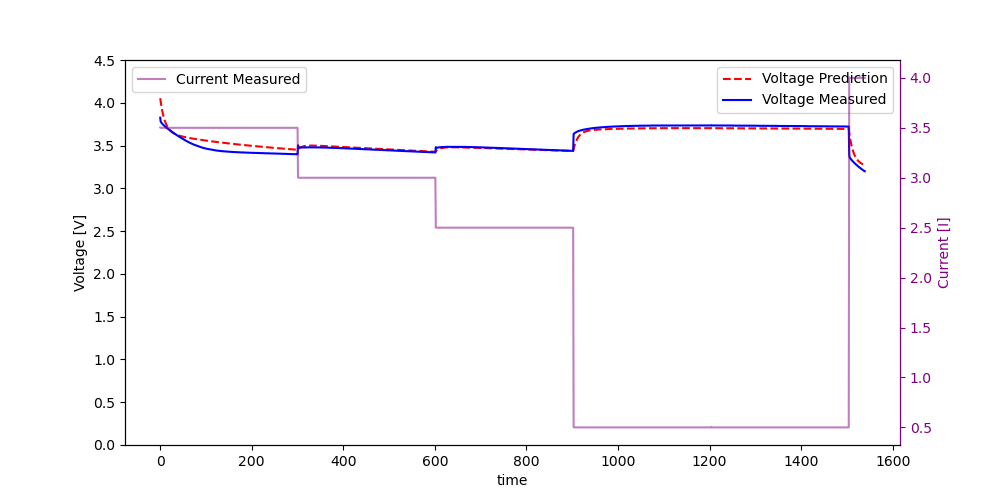 Current Measured
Voltage Prediction
Voltage Measured
4.5
4.0
3.5
3.0
2.5
2.0
1.5
1.0
0.5
0.0
Voltage [V]
4.0
3.5
3.0
2.5
2.0
1.5
1.0
0.5
Current [I]
0 200 400 600 800 1000 1200 1400 1600
time